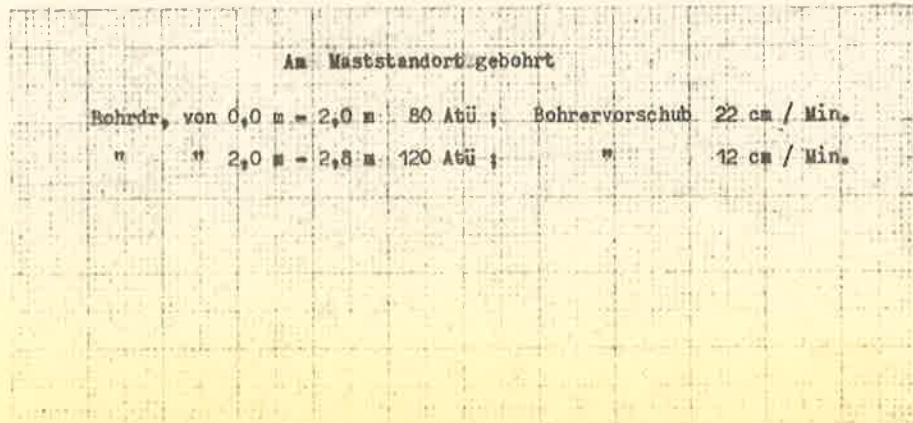 Am Maststandort gebohrt
Bohrdr, von 0,0 m - 2,0 m 80 Atü ; Bohrervorschub 22 cm / Min.
" " 2,0 m - 2,8 m 120 Atü ; " 12 cm / Min.